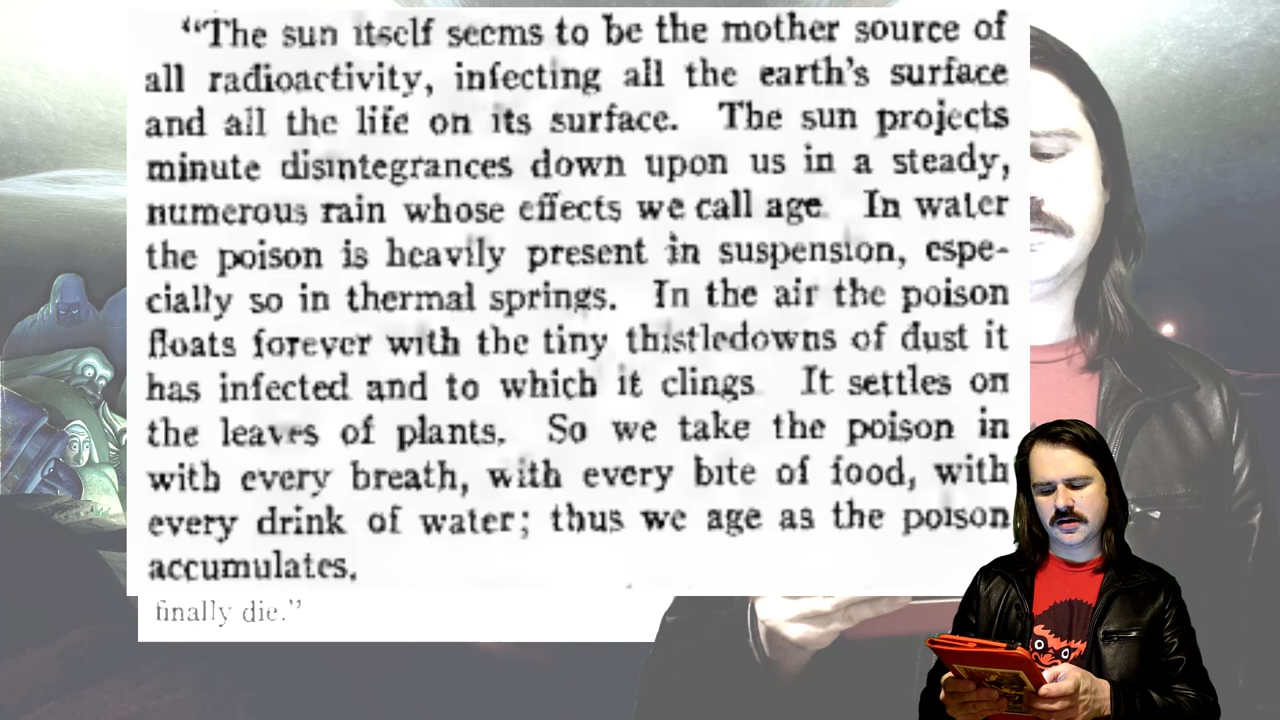 “The sun itself seems to be the mother source of
all radioactivity, infecting all the earth's surface
and all the life on its surface. The sun projects
minute disintegrances down upon us in a steady,
numerous rain whose effects we call age. In water
the poison is heavily present in suspension, espe-
cially so in thermal springs. In the air the poison
floats forever with the tiny thistledowns of dust it
has infected and to which it clings. It settles on
the leaves of plants. So we take the poison in
with every breath, with every bite of food, with
every drink of water; thus we age as the poison
accumulates.
finally die.”